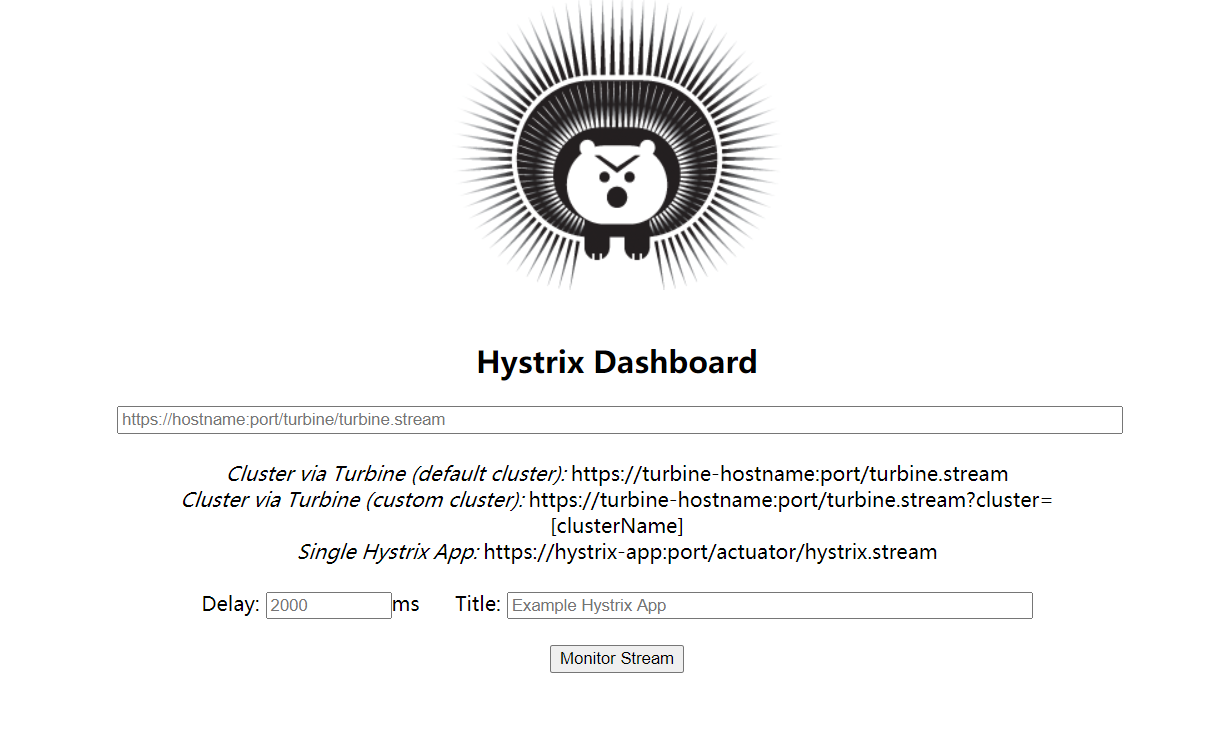 Hystrix Dashboard
https://hostname:port/turbine/turbine.stream
Cluster via Turbine (default cluster): https://turbine-hostname:port/turbine.stream
Cluster via Turbine (custom cluster): https://turbine-hostname:port/turbine.stream?cluster=
[clusterName]
Single Hystrix App: https://hystrix-app:port/actuator/hystrix.stream
Delay: 2000 ms Title: Example Hystrix App
Monitor Stream